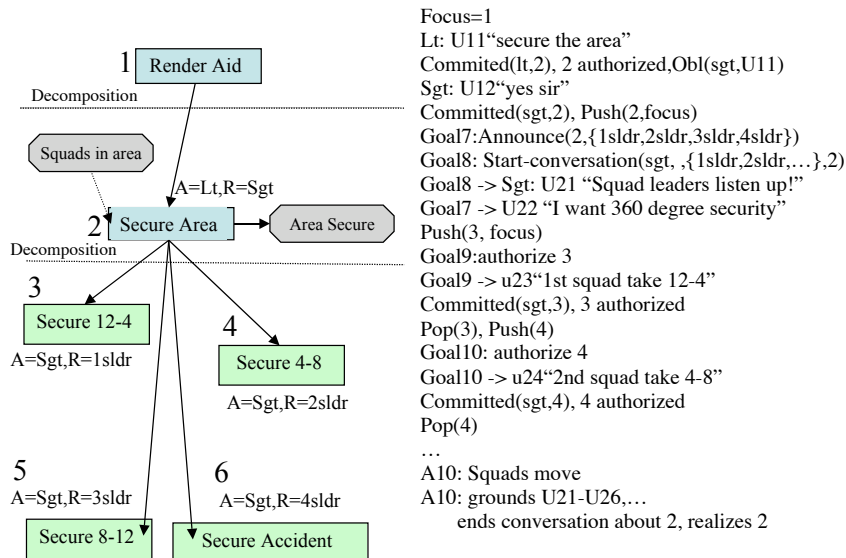 1
Render Aid
Decomposition
Squads in area
A=Lt,R=Sgt
2
Secure Area
Area Secure
Decomposition
3
Secure 12-4
A=Sgt,R=1sldr
4
Secure 4-8
A=Sgt,R=2sldr
5
A=Sgt,R=3sldr
Secure 8-12
6
A=Sgt,R=4sldr
Secure Accident
Focus=1
Lt: U11“secure the area”
Commited(lt,2), 2 authorized,Obl(sgt,U11)
Sgt: U12“yes sir”
Committed(sgt,2), Push(2,focus)
Goal7:Announce(2,{1sldr,2sldr,3sldr,4sldr})
Goal8: Start-conversation(sgt, ,{1sldr,2sldr,…},2)
Goal8 -> Sgt: U21 “Squad leaders listen up!”
Goal7 -> U22 “I want 360 degree security”
Push(3, focus)
Goal9:authorize 3
Goal9 -> u23“1st squad take 12-4”
Committed(sgt,3), 3 authorized
Pop(3), Push(4)
Goal10: authorize 4
Goal10 -> u24“2nd squad take 4-8”
Committed(sgt,4), 4 authorized
Pop(4)
…
A10: Squads move
A10: grounds U21-U26,…
ends conversation about 2, realizes 2